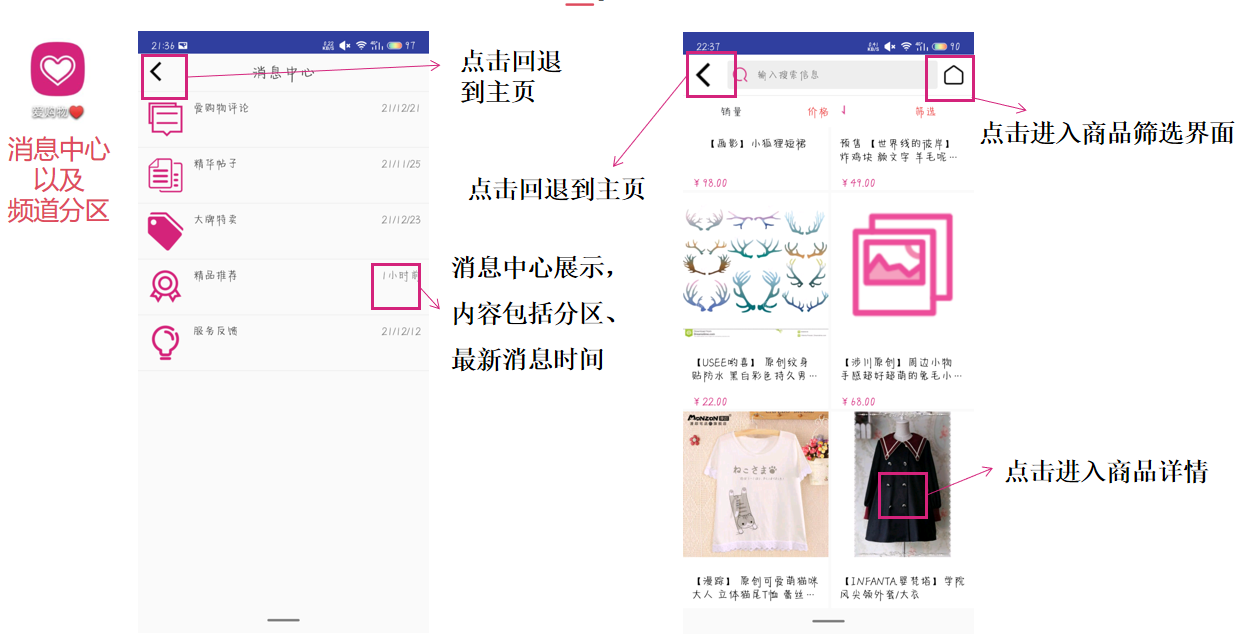 爱购物
消息中心
以及
频道分区
21:36
97
消息中心
爱购物评论
21/12/21
精华帖子
21/11/25
大牌特卖
21/12/23
精品推荐
1小时前
服务反馈
21/12/12
点击回退
到主页
点击回退到主页
消息中心展示，
内容包括分区、
最新消息时间
22:37
90
输入搜索信息
销量
价格
筛选
【画影】小狐狸短裙
¥98.00
预售 【世界线的彼岸】
炸鸡块 颜文字 羊毛呢…
¥49.00
【USEE哟喜】 原创纹身
贴防水 黑白彩色持久男…
¥22.00
【涉川原创】 周边小物
手感超好超萌的兔毛小…
¥68.00
MONZON
ねこさま
【漫踪】 原创可爱萌猫咪
大人 立体猫尾T恤 蕾丝…
【INFANTA.婴梵塔】学院
风尖领外套/大衣
点击进入商品筛选界面
点击进入商品详情